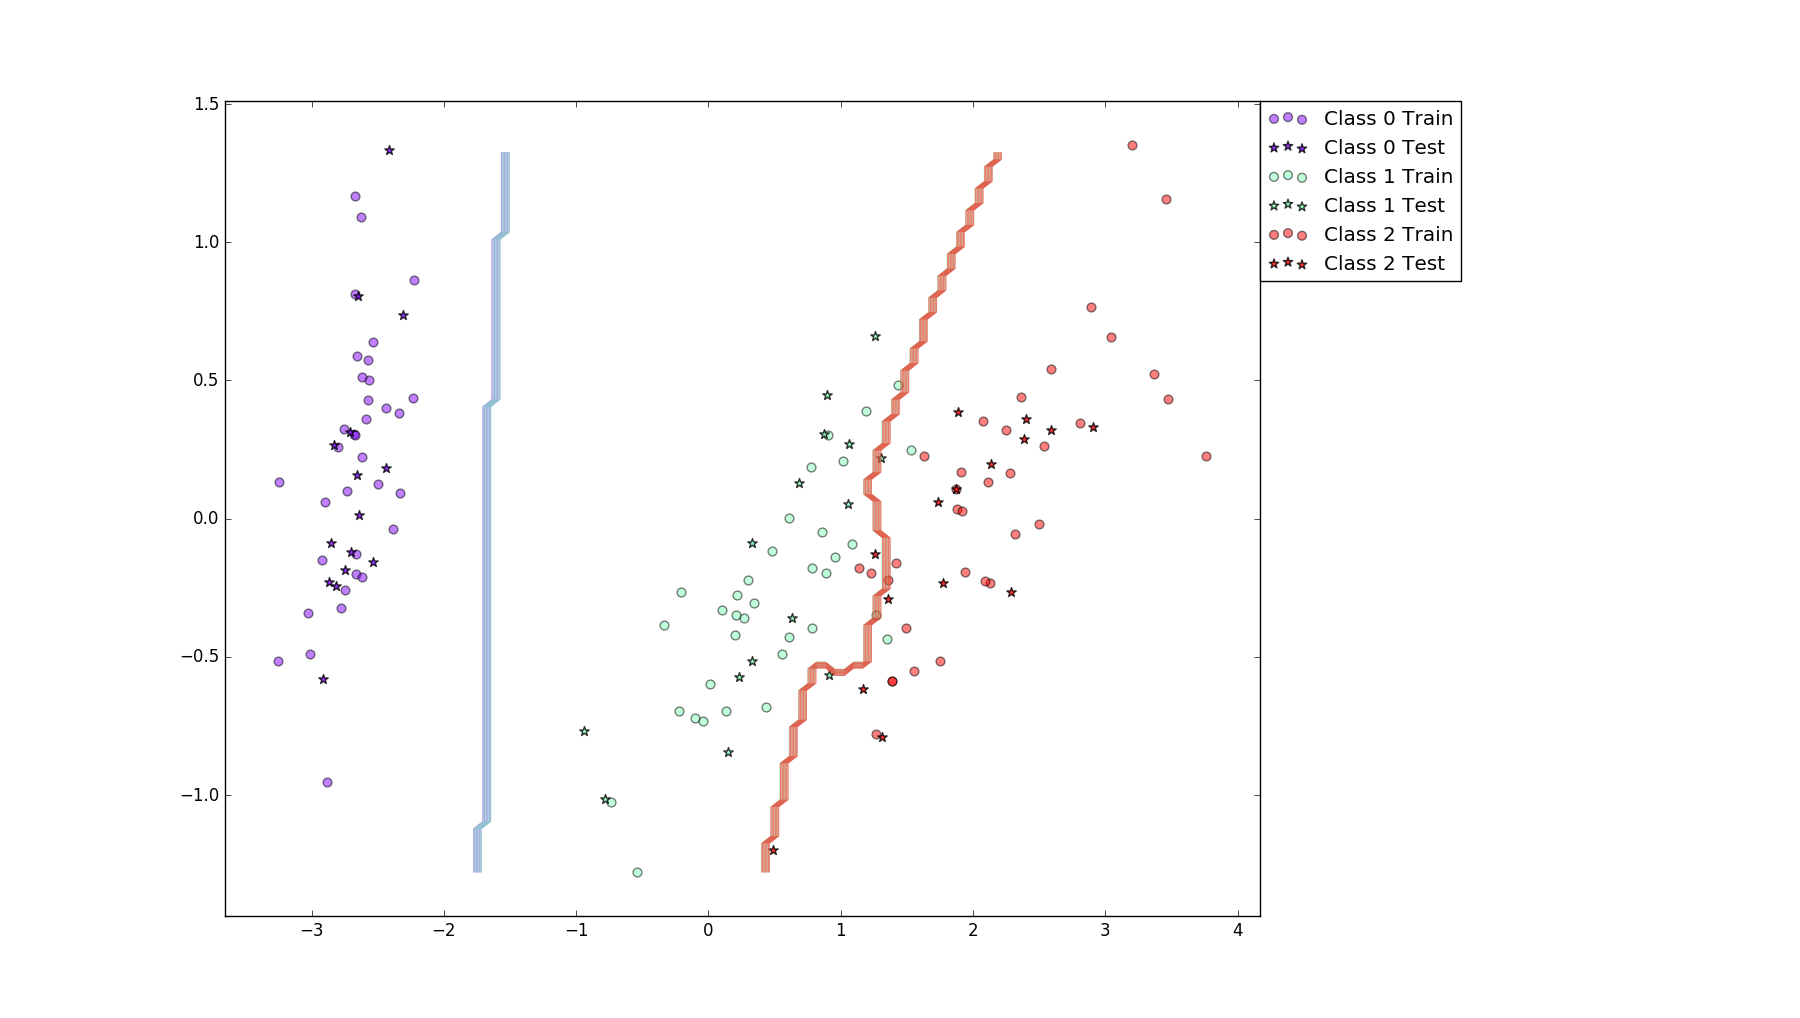 1.5
1.0
0.5
0.0
−0.5
−1.0
−3 −2 −1 0 1 2 3 4
Class 0 Train
Class 0 Test
Class 1 Train
Class 1 Test
Class 2 Train
Class 2 Test